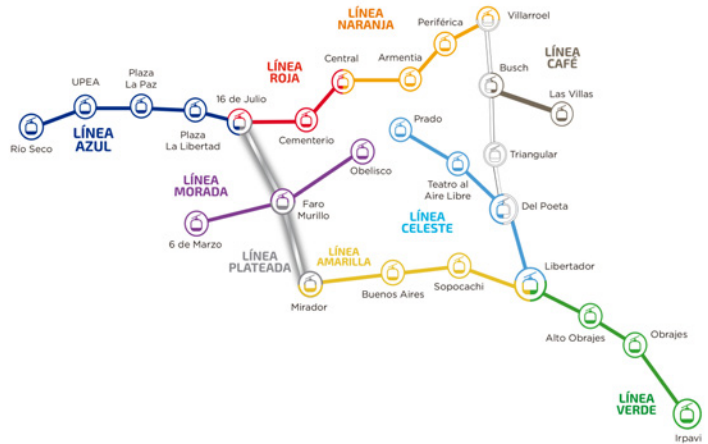 LÍNEA
NARANJA
Periférica
Villarroel
Central
Armentia
Busch
LÍNEA
CAFÉ
LÍNEA
ROJA
Plaza
La Paz
UPEA
16 de Julio
Las Villas
Rio Seco
LÍNEA
AZUL
Plaza
La Libertad
Cementerio
Prado
Triangular
Obelisco
Teatro al
Aire Libre
LÍNEA
MORADA
Faro
Murillo
LÍNEA
CELESTE
Del Poeta
6 de Marzo
LÍNEA
PLATEADA
LÍNEA
AMARILLA
Libertador
Mirador
Buenos Aires
Sopocachi
Alto Obrajes
Obrajes
LÍNEA
VERDE
Irpavi